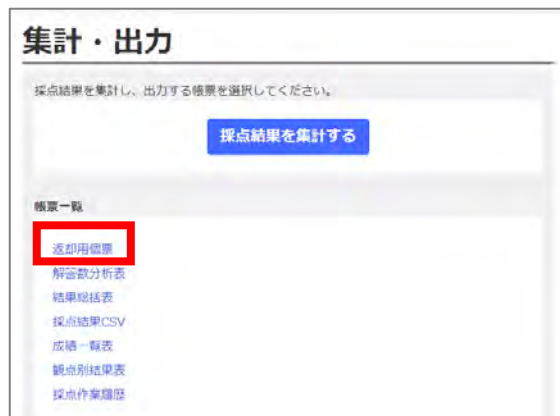 集計・出力
採点結果を集計し、出力する帳票を選択してください。
採点結果を集計する
帳票一覧
返却用個票
解答数分析表
結果総括表
採点結果CSV
成績一覧表
観点別結果表
採点作業履歴